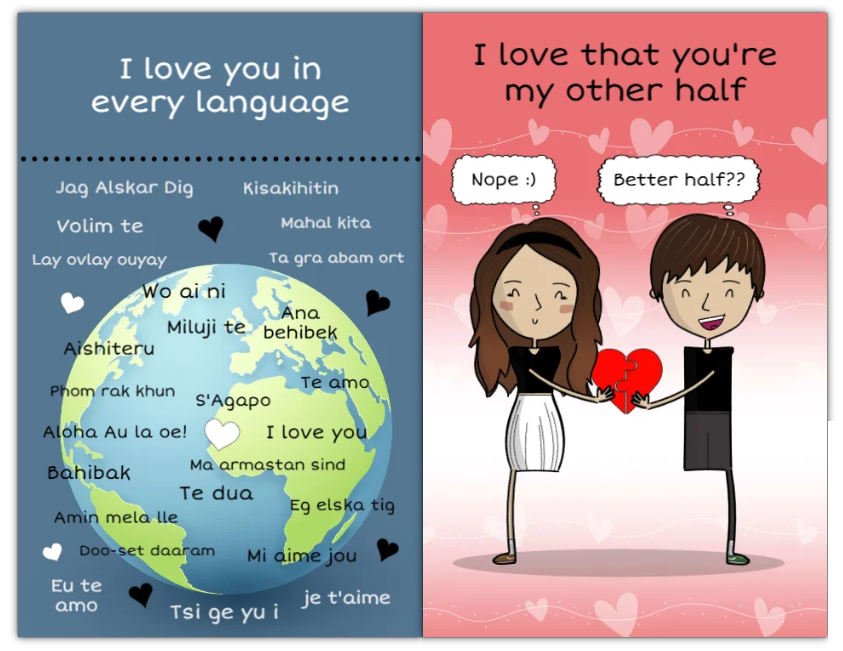 I love you in
every language
Jag Alskar Dig
Kisakihitin
Volim te
Mahal kita
Lay ovlay ouyay
Ta gra abam ort
Wo ai ni
Miluji te
Ana
behibek
Aishiteru
Te amo
Phom rak khun
S'Agapo
Aloha Au la oe!
I love you
Bahibak
Ma armastan sind
Te dua
Eg elska tig
Amin mela lle
Doo-set daaram
Mi aime jou
Eu te
amo
Tsi ge yu i
je t'aime
I love that you're
my other half
Nope :)
Better half??